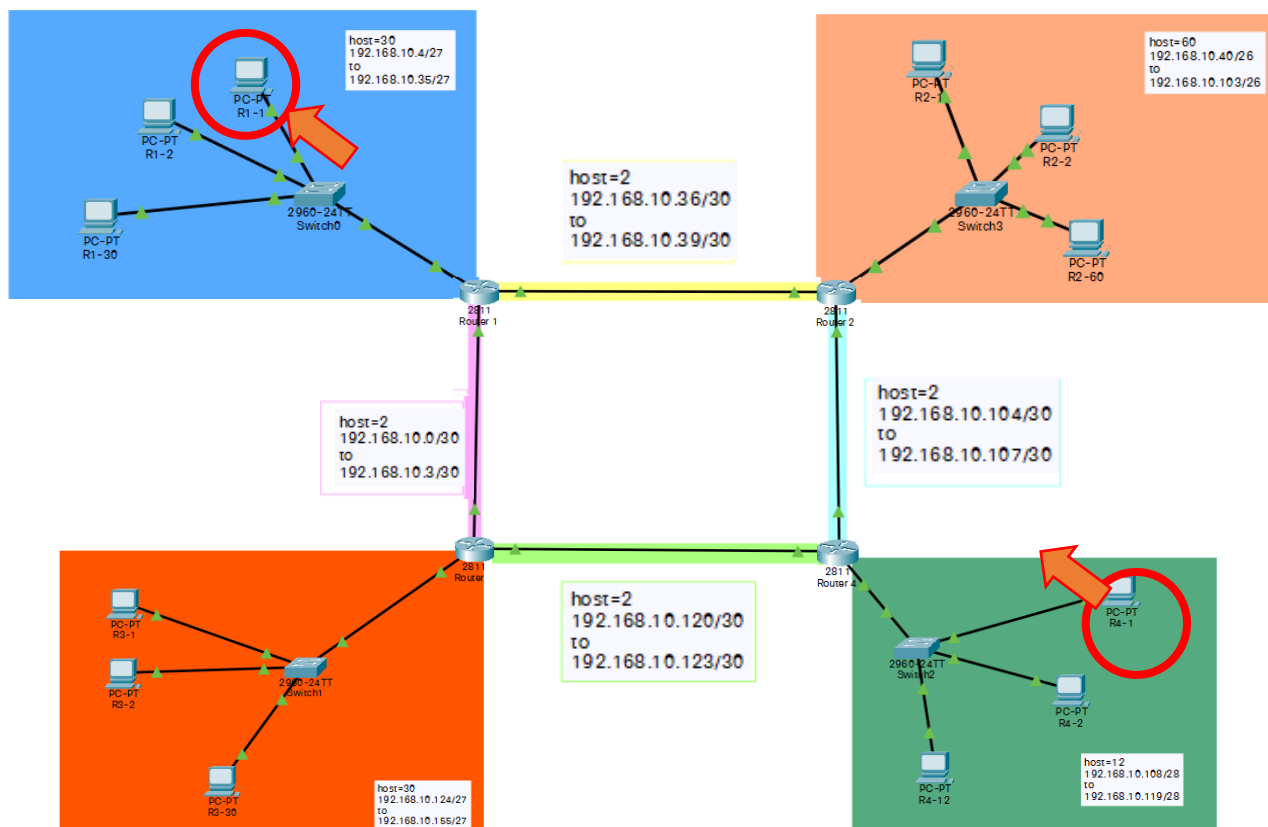 host=30
192.168.10.4/27
to
192.168.10.35/27
PC-PT
R1-1
PC-PT
R1-2
PC-PT
R1-30
2960-24TT
Switch0
host=60
192.168.10.40/26
to
192.168.10.103/26
PC-PT
R2-1
PC-PT
R2-2
2960-24TT
Switch3
PC-PT
R2-60
host=2
192.168.10.36/30
to
192.168.10.39/30
2811
Router 1
2811
Router 2
host=2
192.168.10.0/30
to
192.168.10.3/30
host=2
192.168.10.104/30
to
192.168.10.107/30
2811
Router
2811
Router 4
host=2
192.168.10.120/30
to
192.168.10.123/30
PC-PT
R3-1
PC-PT
R3-2
2960-24TT
Switch1
PC-PT
R3-30
host=30
192.168.10.124/27
to
192.168.10.155/27
PC-PT
R4-1
2960-24TT
Switch2
PC-PT
R4-2
PC-PT
R4-12
host=12
192.168.10.108/28
to
192.168.10.119/28